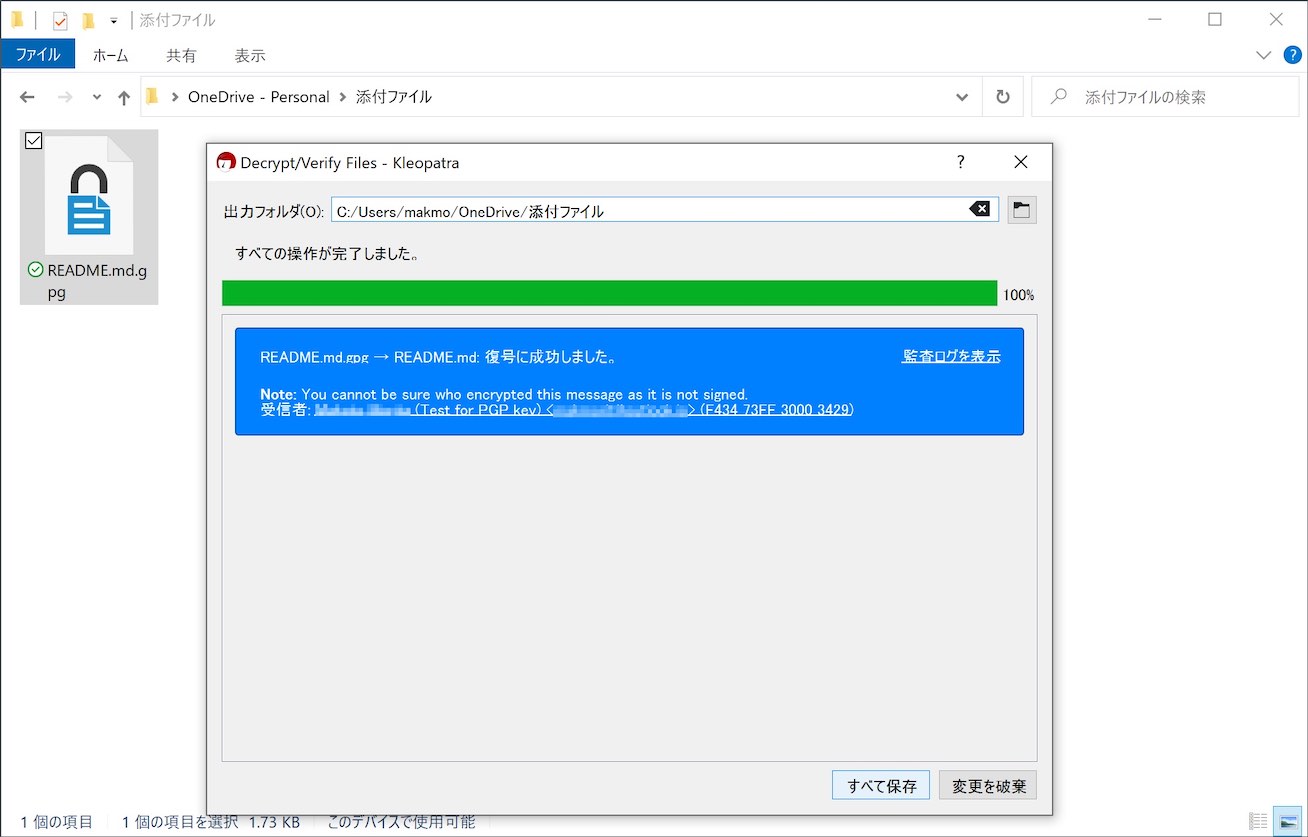 添付ファイル
ファイル ホーム 共有 表示
OneDrive - Personal 添付ファイル 添付ファイルの検索
README.md.g
pg
Decrypt/Verify Files - Kleopatra
出力フォルダ(O): C:/Users/makmo/OneDrive/添付ファイル
すべての操作が完了しました。
100%
README.md.gpg → README.md: 復号に成功しました。 監査ログを表示
Note: You cannot be sure who encrypted this message as it is not signed.
受信者: (Test for PGP key) < > (F434 73FF 3000 3429)
すべて保存 変更を破棄
1 個の項目 1 個の項目を選択 1.73 KB このデバイスで使用可能